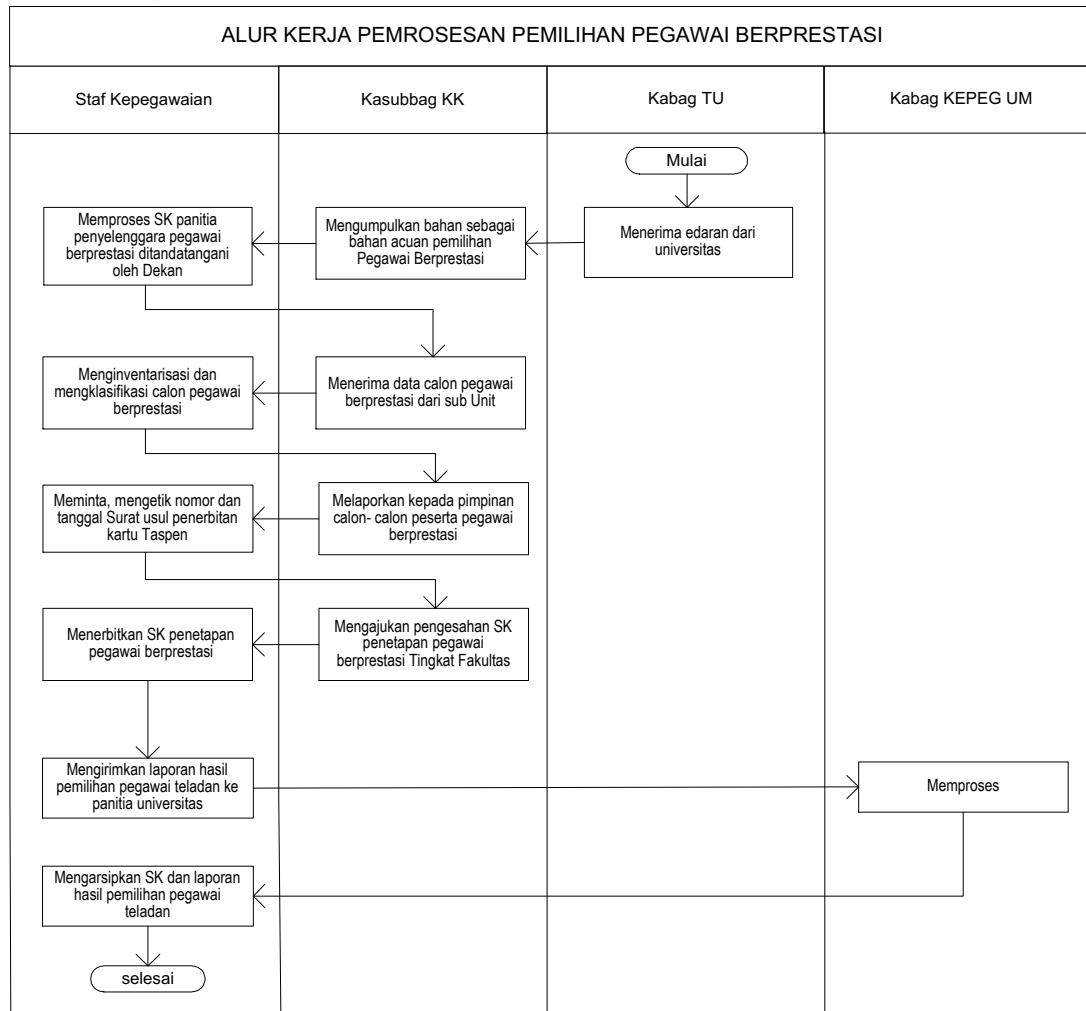 ALUR KERJA PEMROSESAN PEMILIHAN PEGAWAI BERPRESTASI
Staf Kepegawaian
Kasubbag KK
Kabag TU
Kabag KEPEG UM
Mulai
Menerima edaran dari
universitas
Mengumpulkan bahan sebagai
bahan acuan pemilihan
Pegawai Berprestasi
Memproses SK panitia
penyelenggara pegawai
berprestasi ditandatangani
oleh Dekan
Menerima data calon pegawai
berprestasi dari sub Unit
Menginventarisasi dan
mengklasifikasi calon pegawai
berprestasi
Melaporkan kepada pimpinan
calon- calon peserta pegawai
berprestasi
Meminta, mengetik nomor dan
tanggal Surat usul penerbitan
kartu Taspen
Mengajukan pengesahan SK
penetapan pegawai
berprestasi Tingkat Fakultas
Menerbitkan SK penetapan
pegawai berprestasi
Mengirimkan laporan hasil
pemilihan pegawai teladan ke
panitia universitas
Memproses
Mengarsipkan SK dan laporan
hasil pemilihan pegawai
teladan
selesai